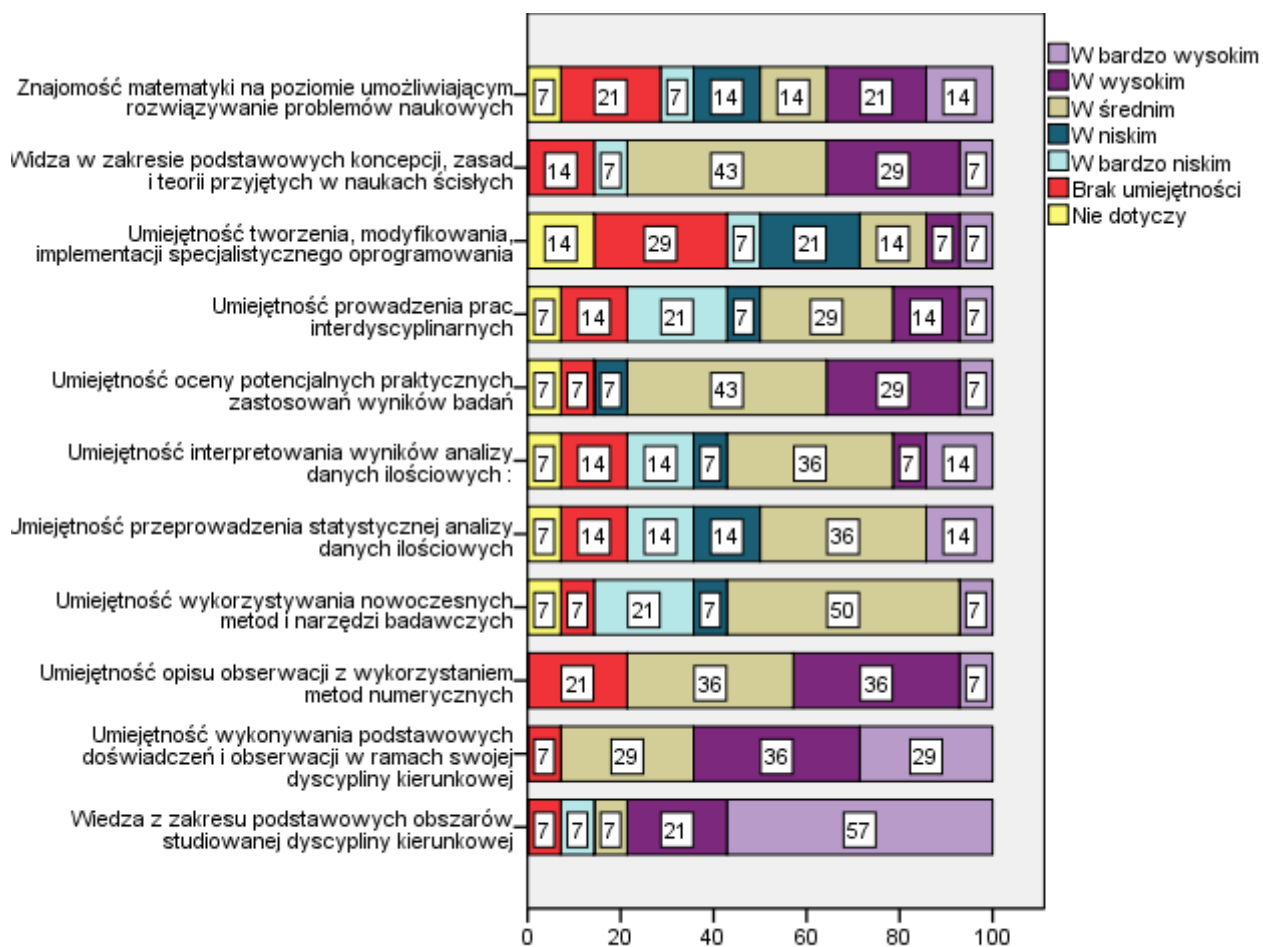 Znajomość matematyki na poziomie umożliwiającym
rozwiązywanie problemów naukowych
7 21 7 14 14 21 14
Widza w zakresie podstawowych koncepcji, zasad
i teorii przyjętych w naukach ścisłych
14 7 43 29 7
Umiejętność tworzenia, modyfikowania,
implementacji specjalistycznego oprogramowania
14 29 7 21 14 7 7
Umiejętność prowadzenia prac
interdyscyplinarnych
7 14 21 7 29 14 7
Umiejętność oceny potencjalnych praktycznych
zastosowań wyników badań
7 7 7 43 29 7
Umiejętność interpretowania wyników analizy
danych ilościowych :
7 14 14 7 36 7 14
Umiejętność przeprowadzenia statystycznej analizy
danych ilościowych
7 14 14 14 36 14
Umiejętność wykorzystywania nowoczesnych
metod i narzędzi badawczych
7 7 21 7 50 7
Umiejętność opisu obserwacji z wykorzystaniem
metod numerycznych
21 36 36 7
Umiejętność wykonywania podstawowych
doświadczeń i obserwacji w ramach swojej
dyscypliny kierunkowej
7 29 36 29
Wiedza z zakresu podstawowych obszarów
studiowanej dyscypliny kierunkowej
7 7 7 21 57
0 20 40 60 80 100
W bardzo wysokim
W wysokim
W średnim
W niskim
W bardzo niskim
Brak umiejętności
Nie dotyczy